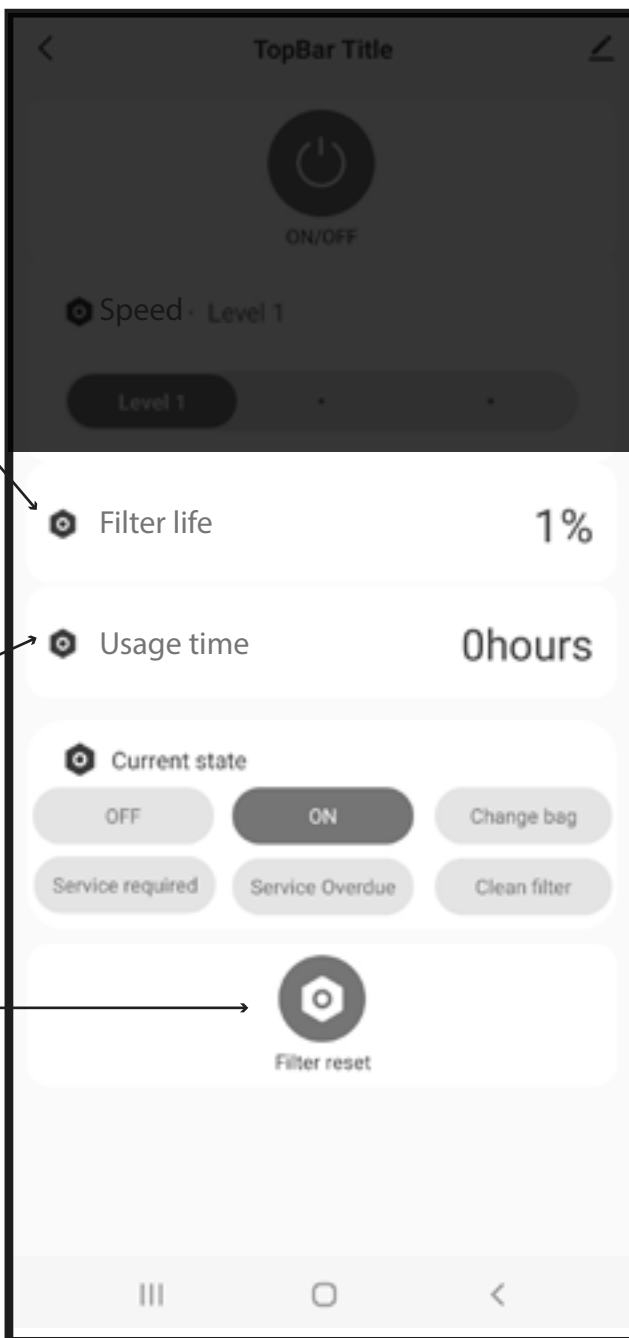 TopBar Title
ON/OFF
Speed · Level 1
Level 1
Filter life 1%
Usage time 0hours
Current state
OFF ON Change bag
Service required Service Overdue Clean filter
Filter reset